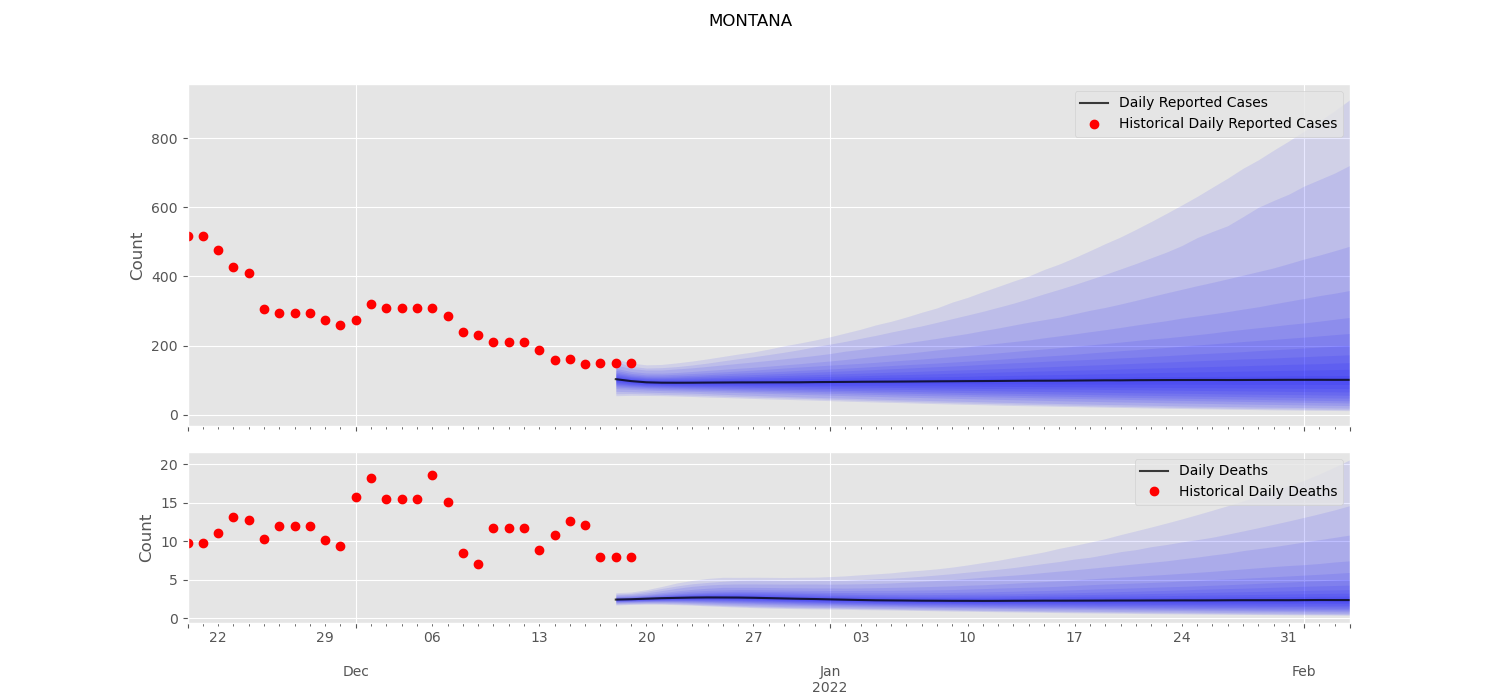 MONTANA
Daily Reported Cases
Historical Daily Reported Cases
800
600
400
200
0
Count
Daily Deaths
Historical Daily Deaths
20
15
10
5
0
Count
22 29 06 13 20 27 03 10 17 24 31
Dec Jan Feb
2022